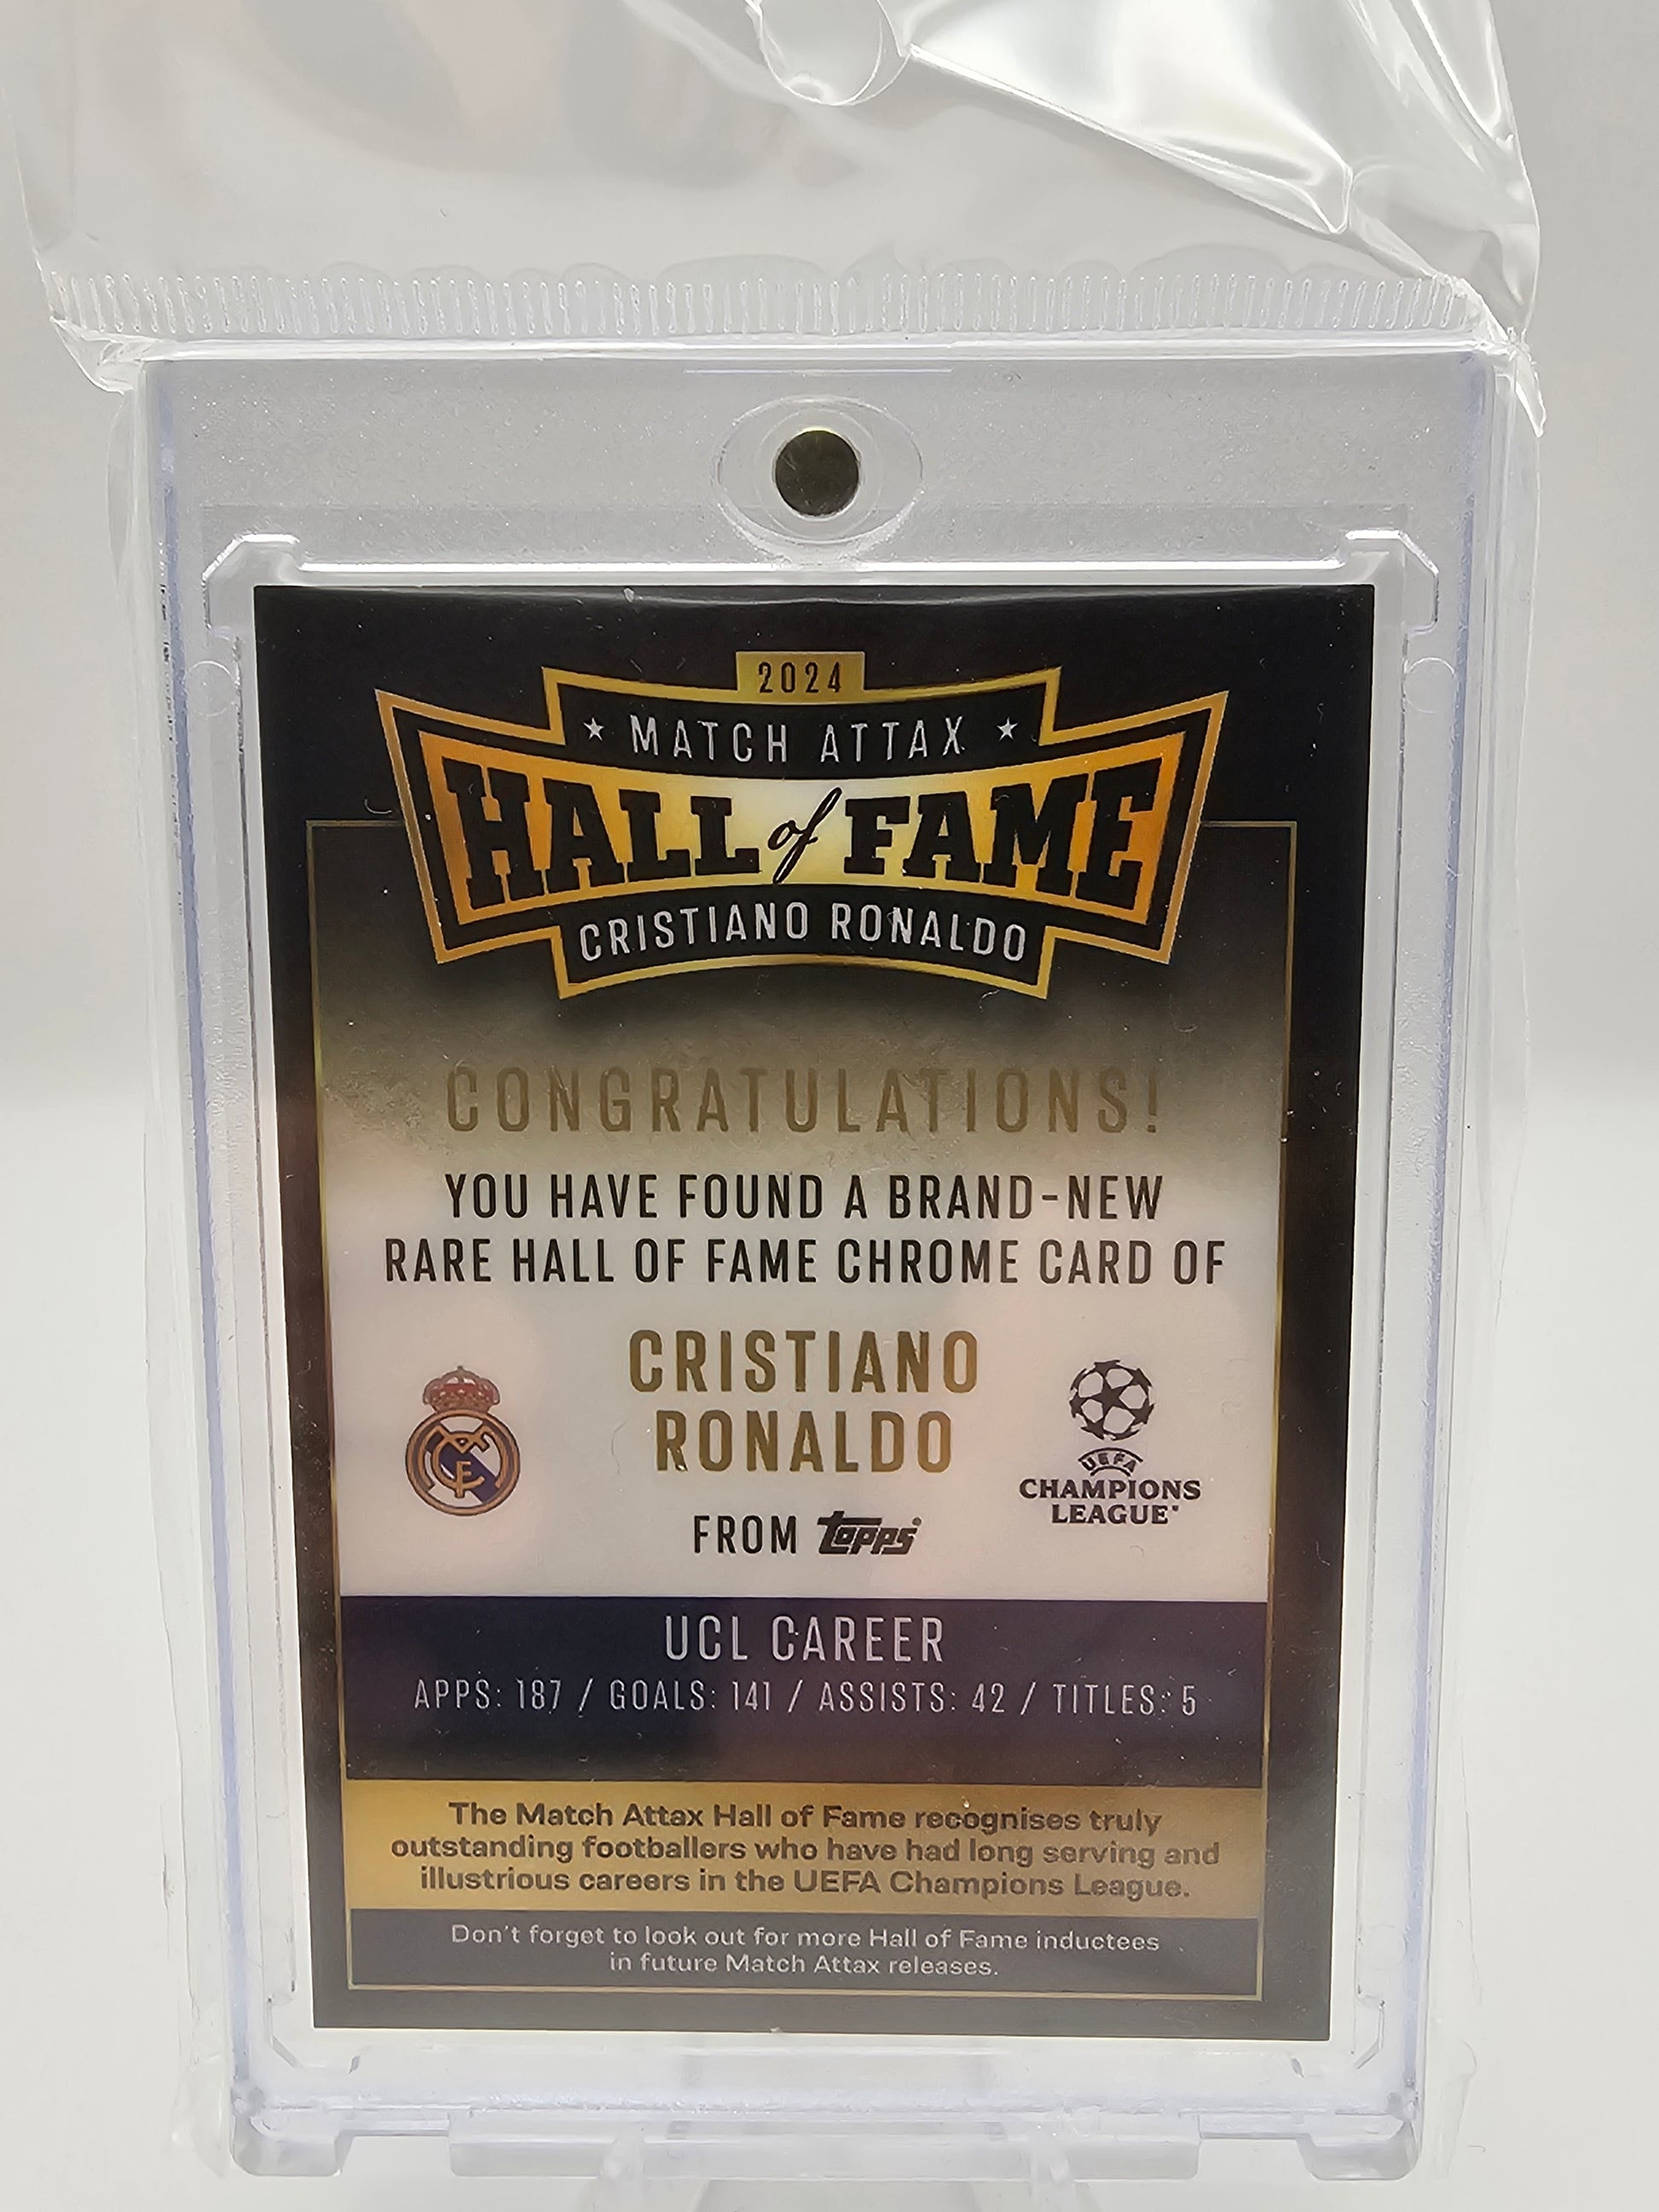 2024
★ MATCH ATTAX ★
HALL of FAME
CRISTIANO RONALDO
CONGRATULATIONS!
YOU HAVE FOUND A BRAND-NEW
RARE HALL OF FAME CHROME CARD OF
CRISTIANO
RONALDO
FROM Topps
UEFA
CHAMPIONS
LEAGUE
UCL CAREER
APPS: 187 / GOALS: 141 / ASSISTS: 42 / TITLES: 5
The Match Attax Hall of Fame recognises truly
outstanding footballers who have had long serving and
illustrious careers in the UEFA Champions League.
Don't forget to look out for more Hall of Fame inductees
in future Match Attax releases.